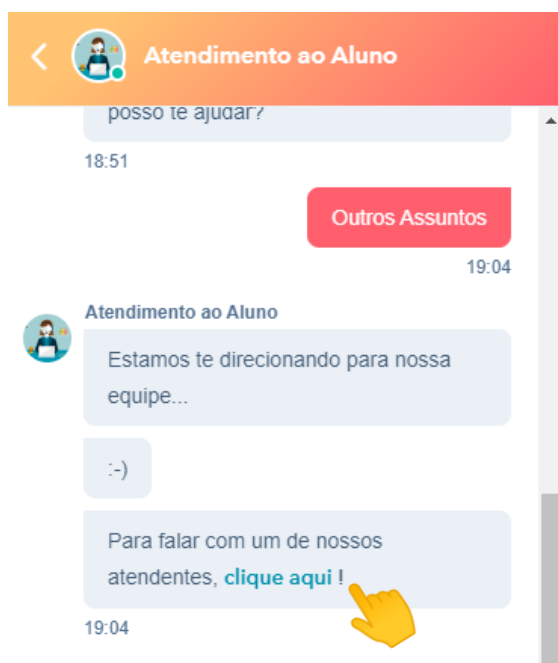 Atendimento ao Aluno
posso te ajudar?
18:51
Outros Assuntos
19:04
Atendimento ao Aluno
Estamos te direcionando para nossa
equipe...
:-)
Para falar com um de nossos
atendentes, clique aqui !
19:04